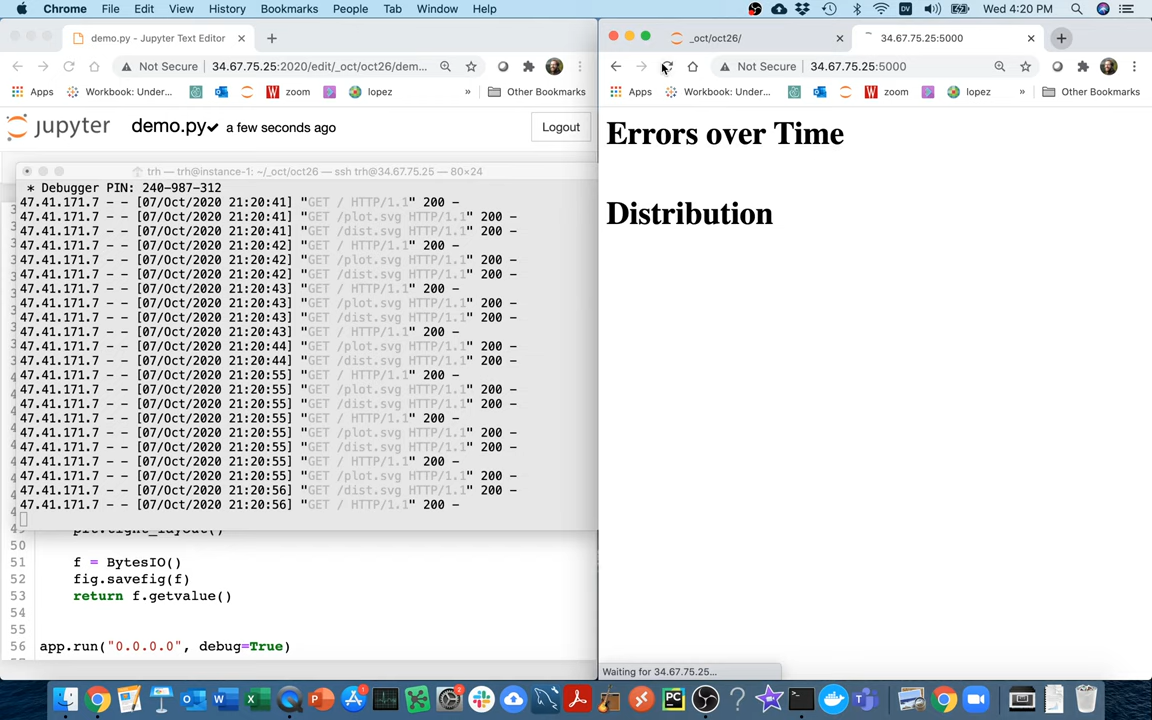 Chrome File Edit View History Bookmarks People Tab Window Help Wed 4:20 PM
demo.py - Jupyter Text Editor
Not Secure 34.67.75.25:2020/edit/_oct/oct26/dem...
Apps Workbook: Under... zoom lopez » Other Bookmarks
jupyter demo.py✔ a few seconds ago Logout
trh — trh@instance-1: ~/_oct/oct26 — ssh trh@34.67.75.25 — 80×24
* Debugger PIN: 240-987-312
47.41.171.7 - - [07/Oct/2020 21:20:41] "GET / HTTP/1.1" 200 -
47.41.171.7 - - [07/Oct/2020 21:20:41] "GET /plot.svg HTTP/1.1" 200 -
47.41.171.7 - - [07/Oct/2020 21:20:41] "GET /dist.svg HTTP/1.1" 200 -
47.41.171.7 - - [07/Oct/2020 21:20:42] "GET / HTTP/1.1" 200 -
47.41.171.7 - - [07/Oct/2020 21:20:42] "GET /plot.svg HTTP/1.1" 200 -
47.41.171.7 - - [07/Oct/2020 21:20:42] "GET /dist.svg HTTP/1.1" 200 -
47.41.171.7 - - [07/Oct/2020 21:20:43] "GET / HTTP/1.1" 200 -
47.41.171.7 - - [07/Oct/2020 21:20:43] "GET /plot.svg HTTP/1.1" 200 -
47.41.171.7 - - [07/Oct/2020 21:20:43] "GET /dist.svg HTTP/1.1" 200 -
47.41.171.7 - - [07/Oct/2020 21:20:43] "GET / HTTP/1.1" 200 -
47.41.171.7 - - [07/Oct/2020 21:20:44] "GET /plot.svg HTTP/1.1" 200 -
47.41.171.7 - - [07/Oct/2020 21:20:44] "GET /dist.svg HTTP/1.1" 200 -
47.41.171.7 - - [07/Oct/2020 21:20:55] "GET / HTTP/1.1" 200 -
47.41.171.7 - - [07/Oct/2020 21:20:55] "GET /plot.svg HTTP/1.1" 200 -
47.41.171.7 - - [07/Oct/2020 21:20:55] "GET /dist.svg HTTP/1.1" 200 -
47.41.171.7 - - [07/Oct/2020 21:20:55] "GET / HTTP/1.1" 200 -
47.41.171.7 - - [07/Oct/2020 21:20:55] "GET /plot.svg HTTP/1.1" 200 -
47.41.171.7 - - [07/Oct/2020 21:20:55] "GET /dist.svg HTTP/1.1" 200 -
47.41.171.7 - - [07/Oct/2020 21:20:55] "GET / HTTP/1.1" 200 -
47.41.171.7 - - [07/Oct/2020 21:20:55] "GET /plot.svg HTTP/1.1" 200 -
47.41.171.7 - - [07/Oct/2020 21:20:56] "GET /dist.svg HTTP/1.1" 200 -
47.41.171.7 - - [07/Oct/2020 21:20:56] "GET / HTTP/1.1" 200 -
50
51 f = BytesIO()
52 fig.savefig(f)
53 return f.getvalue()
54
55
56 app.run("0.0.0.0", debug=True)
_oct/oct26/ 34.67.75.25:5000
Not Secure 34.67.75.25:5000
Apps Workbook: Under... zoom lopez » Other Bookmarks
Errors over Time
Distribution
Waiting for 34.67.75.25...